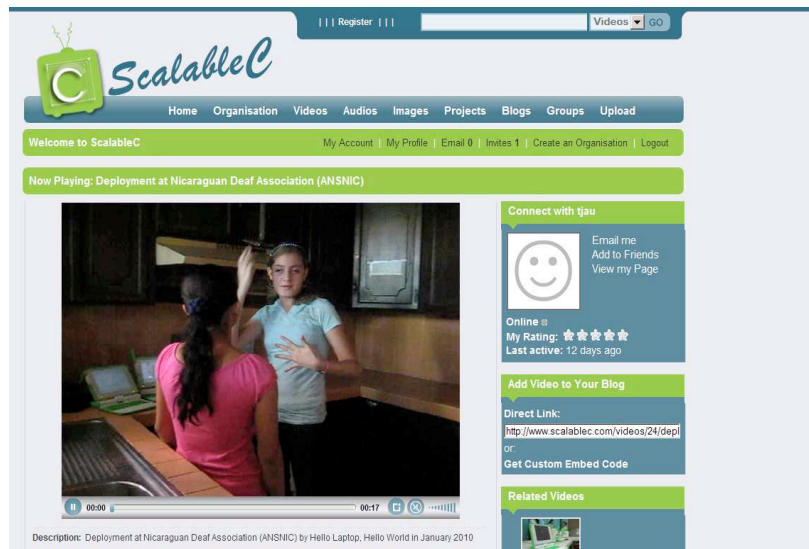 | | | Register | | |
Videos GO
C ScalableC
Home Organisation Videos Audios Images Projects Blogs Groups Upload
Welcome to ScalableC
My Account | My Profile | Email 0 | Invites 1 | Create an Organisation | Logout
Now Playing: Deployment at Nicaraguan Deaf Association (ANSNIC)
00:00
00:17
Description: Deployment at Nicaraguan Deaf Association (ANSNIC) by Hello Laptop, Hello World in January 2010
Connect with tjau
Email me
Add to Friends
View my Page
Online
My Rating:
Last active: 12 days ago
Add Video to Your Blog
Direct Link:
http://www.scalablec.com/videos/24/depl
or:
Get Custom Embed Code
Related Videos